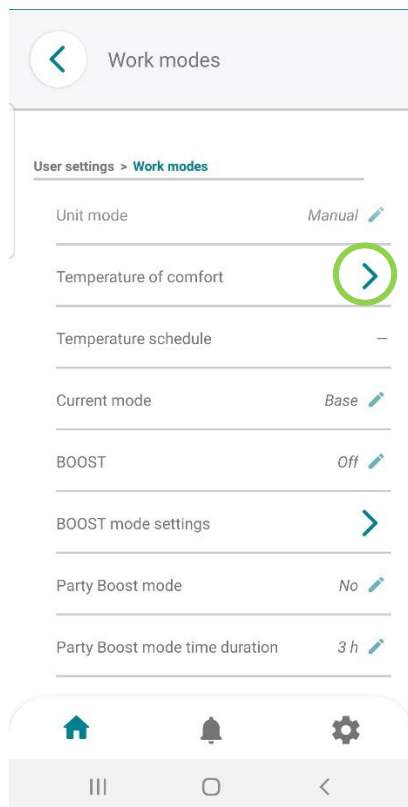 Work modes
User settings > Work modes
Unit mode Manual
Temperature of comfort
Temperature schedule –
Current mode Base
BOOST Off
BOOST mode settings
Party Boost mode No
Party Boost mode time duration 3 h